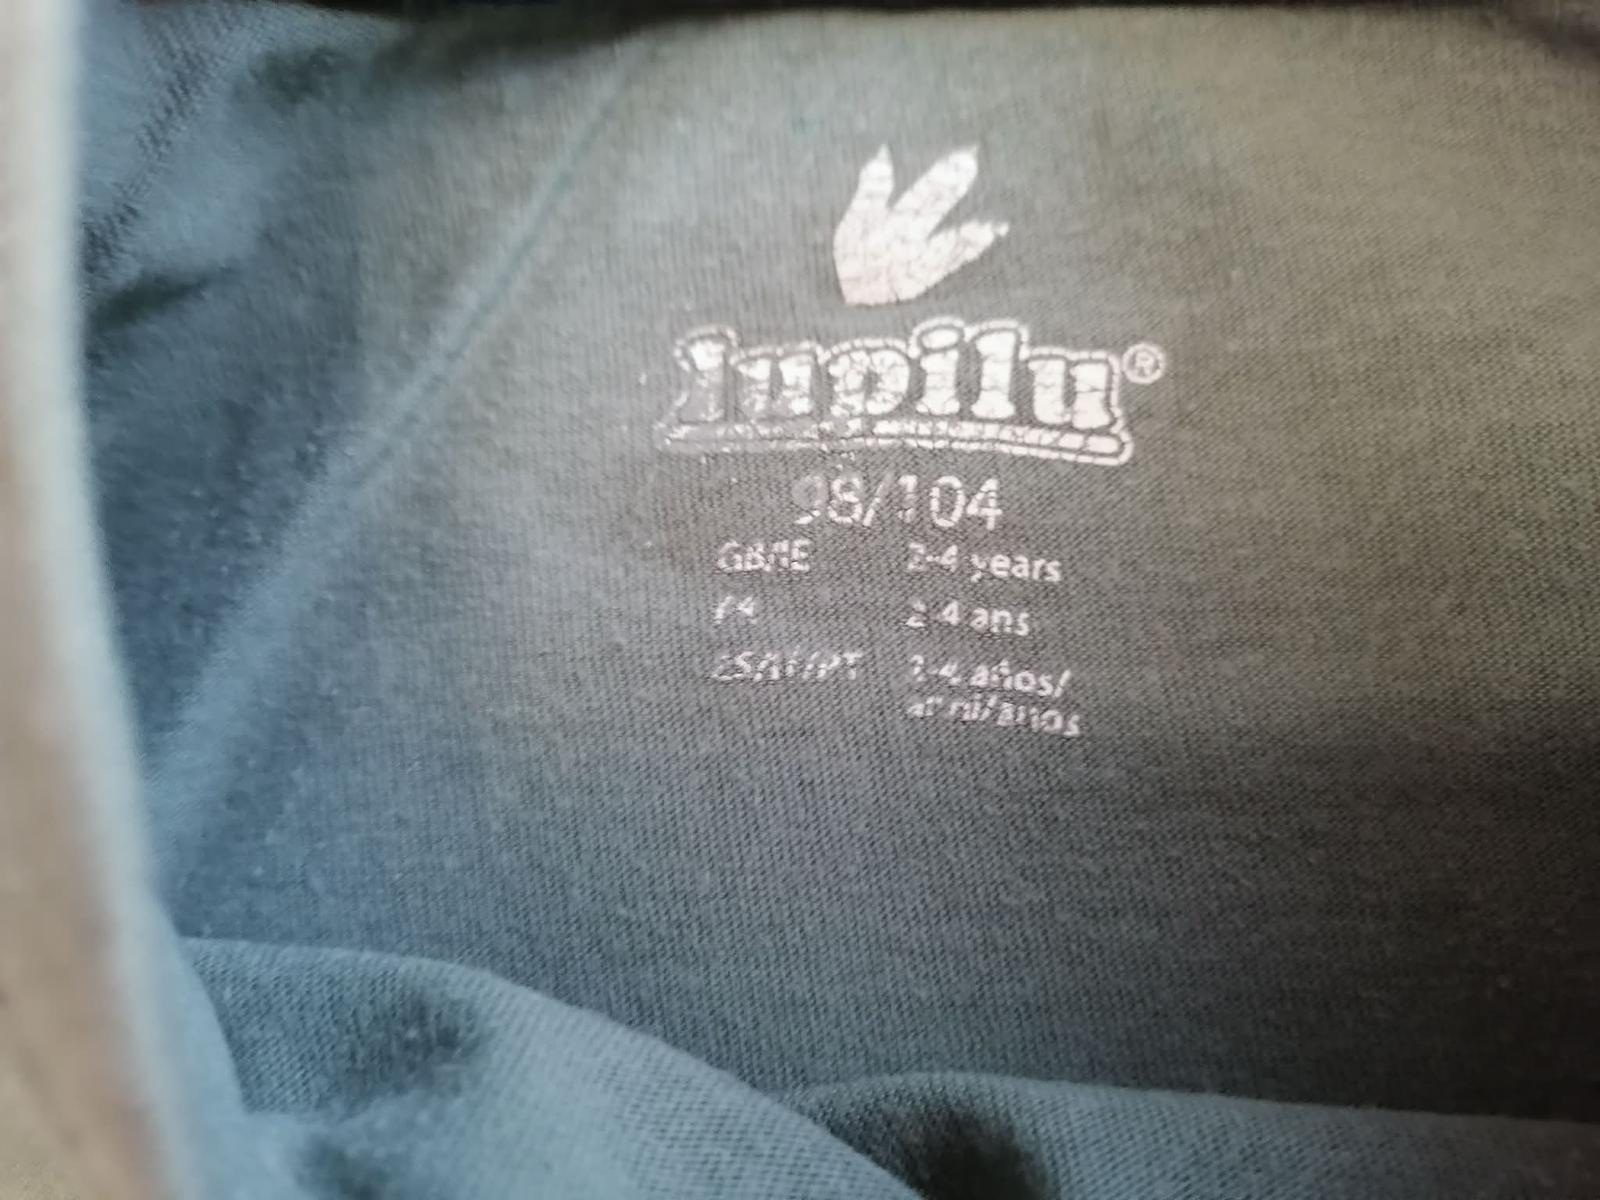 lupilu®
98/104
GB/IE 2-4 years
2-4 ans
2-4 años/
anni/anos